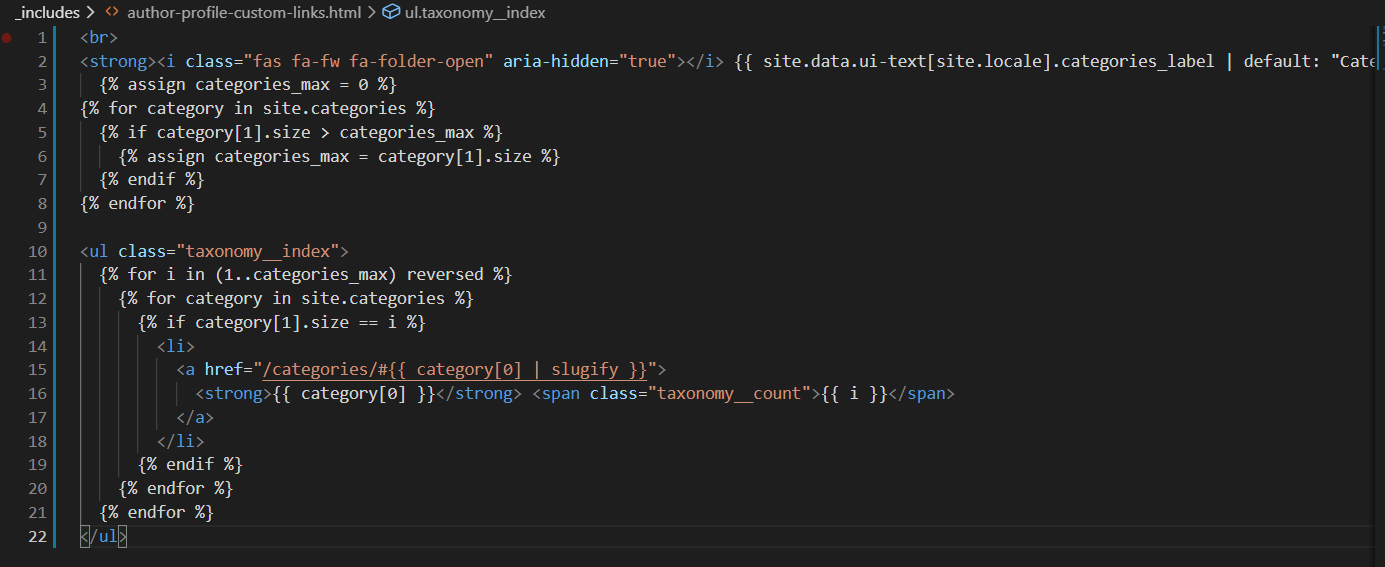 _includes > <> author-profile-custom-links.html > ul.taxonomy__index
1 <br>
2 <strong><i class="fas fa-fw fa-folder-open" aria-hidden="true"></i> {{ site.data.ui-text[site.locale].categories_label | default: "Cate
3   {% assign categories_max = 0 %}
4 {% for category in site.categories %}
5   {% if category[1].size > categories_max %}
6     {% assign categories_max = category[1].size %}
7   {% endif %}
8 {% endfor %}
9
10 <ul class="taxonomy__index">
11   {% for i in (1..categories_max) reversed %}
12     {% for category in site.categories %}
13       {% if category[1].size == i %}
14         <li>
15           <a href="/categories/#{{ category[0] | slugify }}">
16             <strong>{{ category[0] }}</strong> <span class="taxonomy__count">{{ i }}</span>
17           </a>
18         </li>
19       {% endif %}
20     {% endfor %}
21   {% endfor %}
22 </ul>